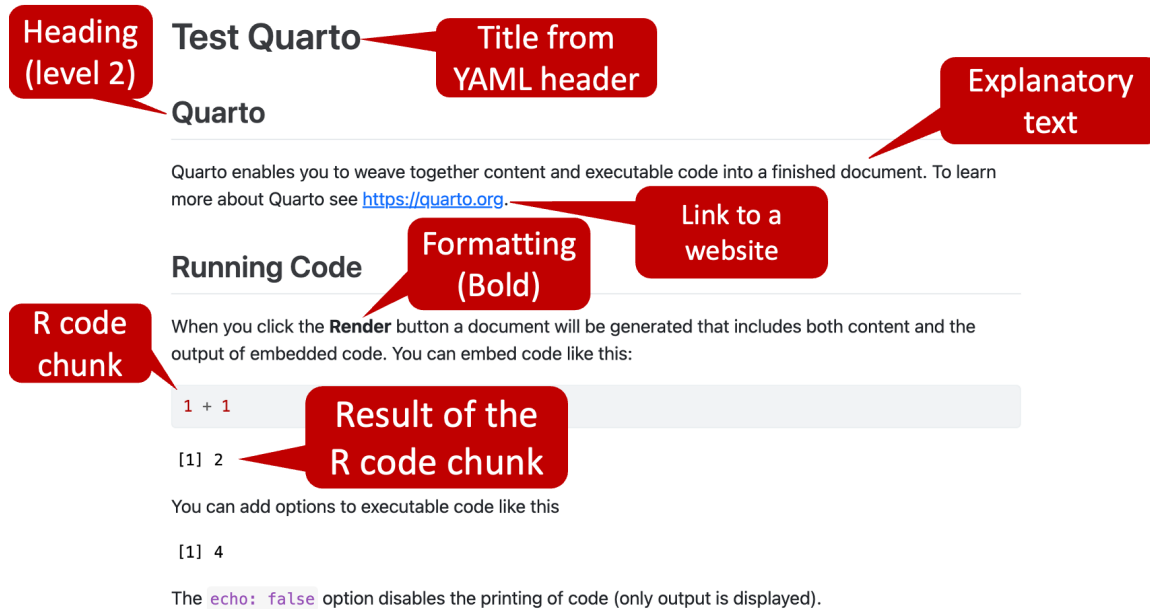 Heading
(level 2)
Test Quarto
Title from
YAML header
Quarto
Explanatory
text
Quarto enables you to weave together content and executable code into a finished document. To learn
more about Quarto see https://quarto.org.
Link to a
website
Running Code
Formatting
(Bold)
R code
chunk
When you click the Render button a document will be generated that includes both content and the
output of embedded code. You can embed code like this:
1 + 1
Result of the
R code chunk
[1] 2
You can add options to executable code like this
[1] 4
The echo: false option disables the printing of code (only output is displayed).